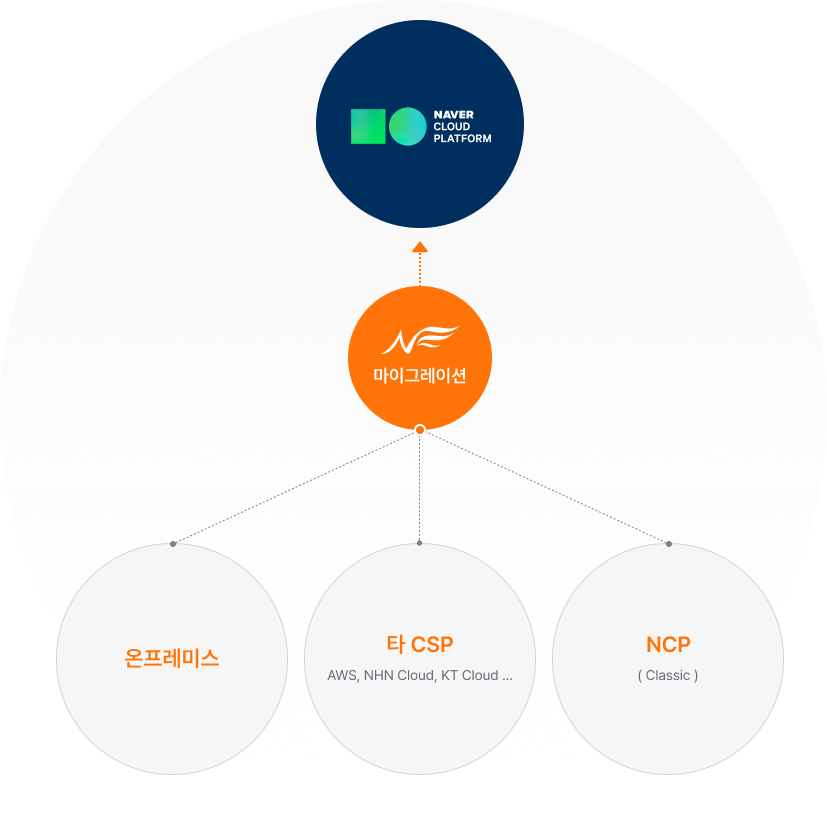 NAVER
CLOUD
PLATFORM
마이그레이션
온프레미스
타 CSP
AWS, NHN Cloud, KT Cloud ...
NCP
( Classic )